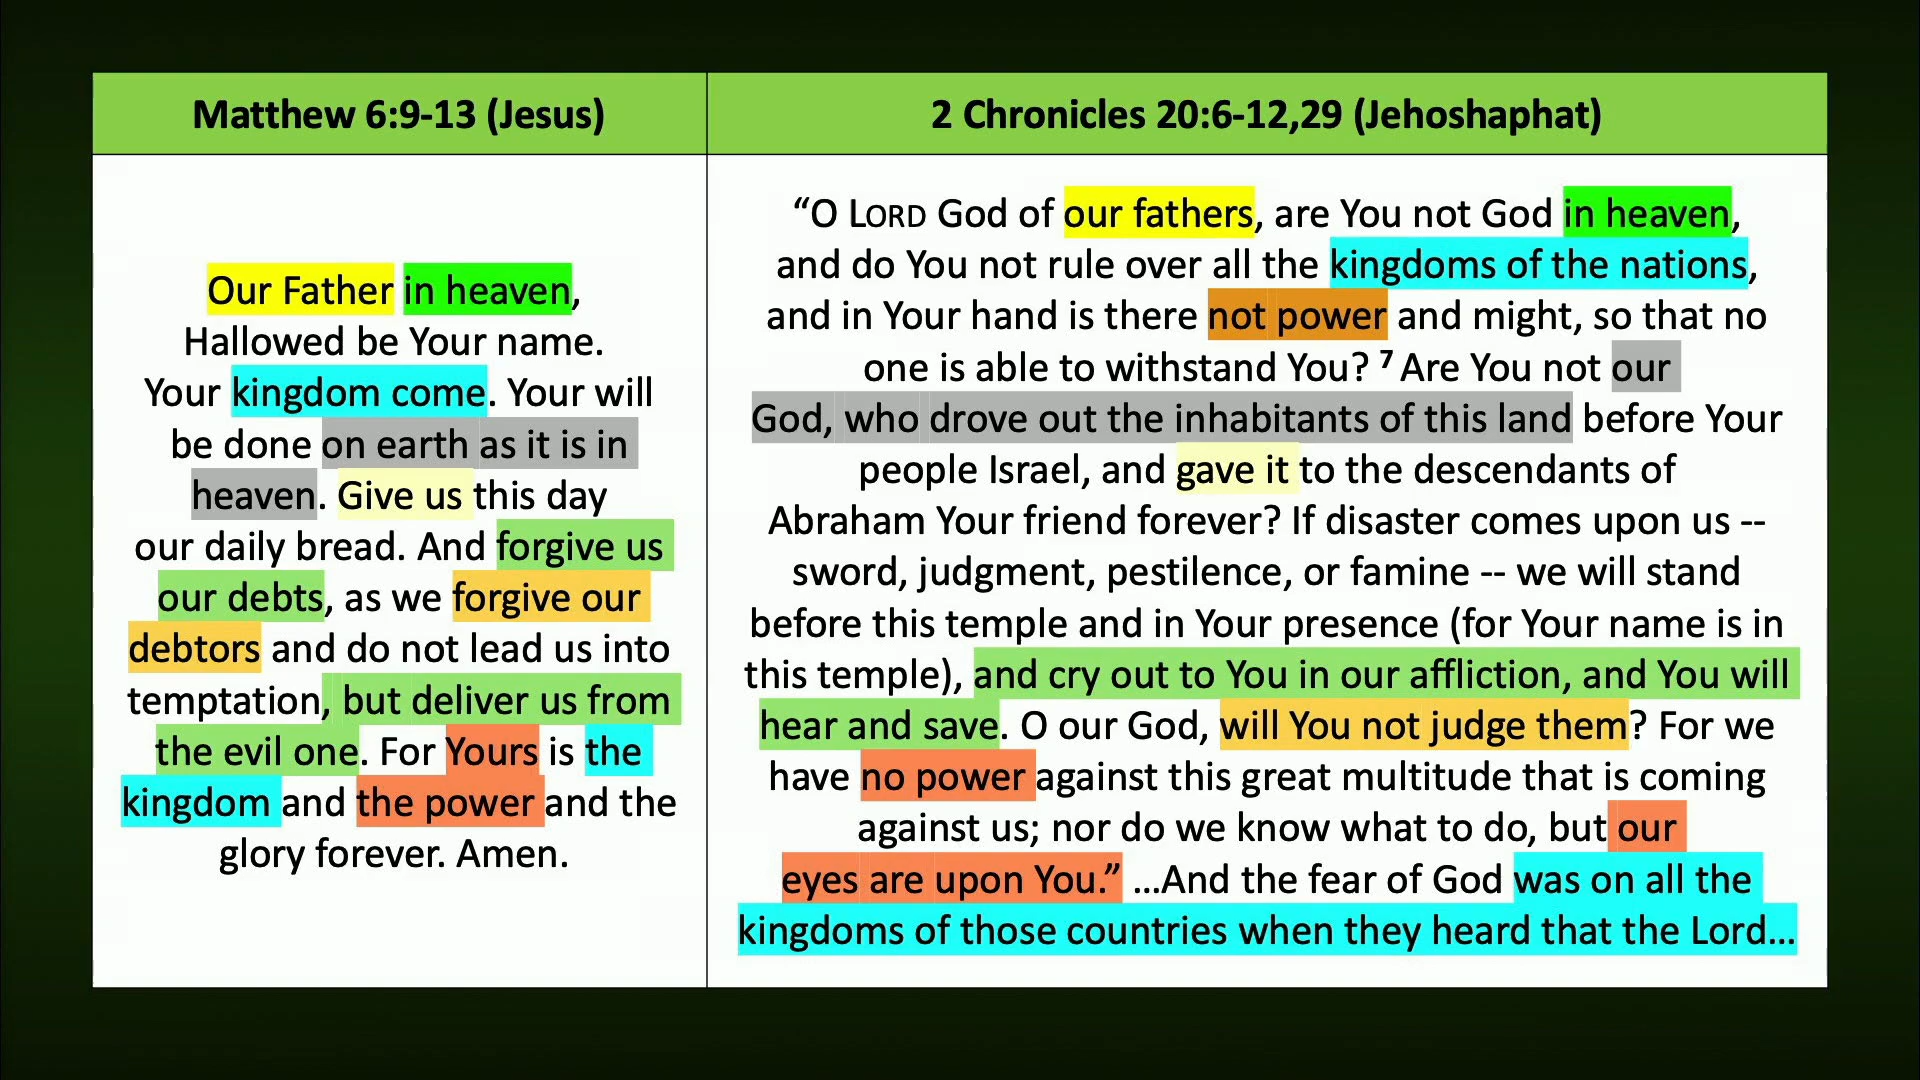 Matthew 6:9-13 (Jesus)
Our Father in heaven,
Hallowed be Your name.
Your kingdom come. Your will
be done on earth as it is in
heaven. Give us this day
our daily bread. And forgive us
our debts, as we forgive our
debtors and do not lead us into
temptation, but deliver us from
the evil one. For Yours is the
kingdom and the power and the
glory forever. Amen.
2 Chronicles 20:6-12,29 (Jehoshaphat)
“O LORD God of our fathers, are You not God in heaven,
and do You not rule over all the kingdoms of the nations,
and in Your hand is there not power and might, so that no
one is able to withstand You? ⁷ Are You not our
God, who drove out the inhabitants of this land before Your
people Israel, and gave it to the descendants of
Abraham Your friend forever? If disaster comes upon us --
sword, judgment, pestilence, or famine -- we will stand
before this temple and in Your presence (for Your name is in
this temple), and cry out to You in our affliction, and You will
hear and save. O our God, will You not judge them? For we
have no power against this great multitude that is coming
against us; nor do we know what to do, but our
eyes are upon You.” ...And the fear of God was on all the
kingdoms of those countries when they heard that the Lord...